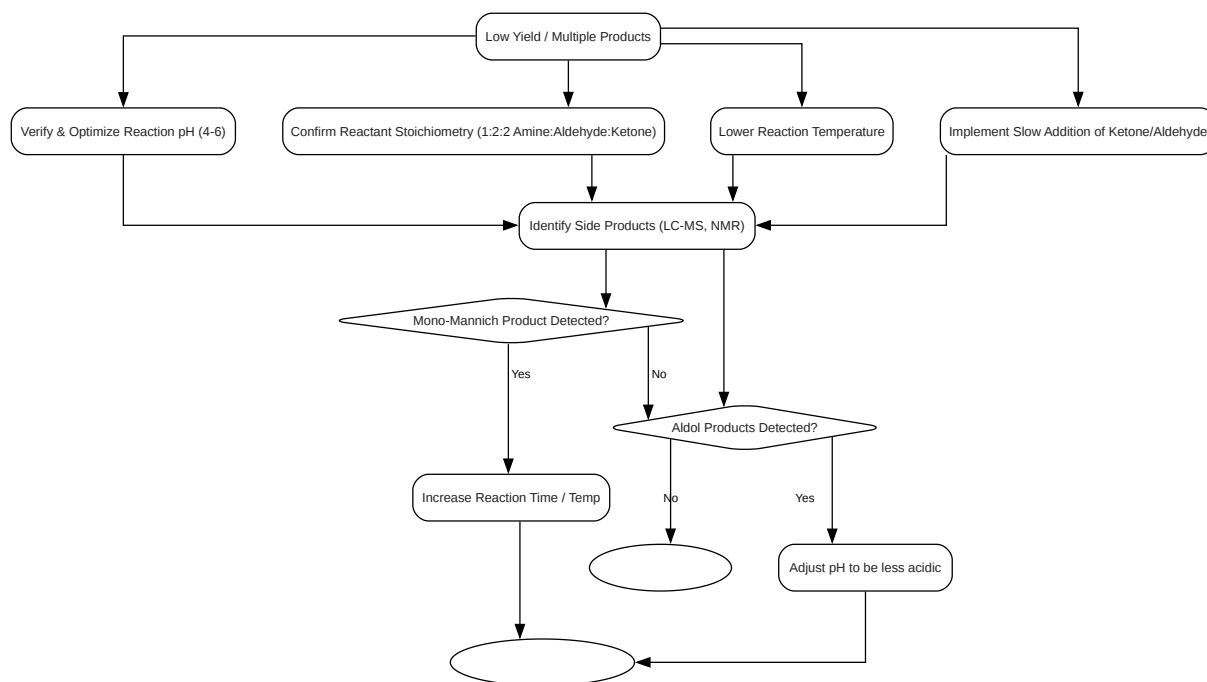 Low Yield / Multiple Products
Verify & Optimize Reaction pH (4-6)
Confirm Reactant Stoichiometry (1:2:2 Amine:Aldehyde:Ketone)
Lower Reaction Temperature
Implement Slow Addition of Ketone/Aldehyde
Identify Side Products (LC-MS, NMR)
Mono-Mannich Product Detected?
Yes
No
Aldol Products Detected?
Increase Reaction Time / Temp
No
Yes
Adjust pH to be less acidic